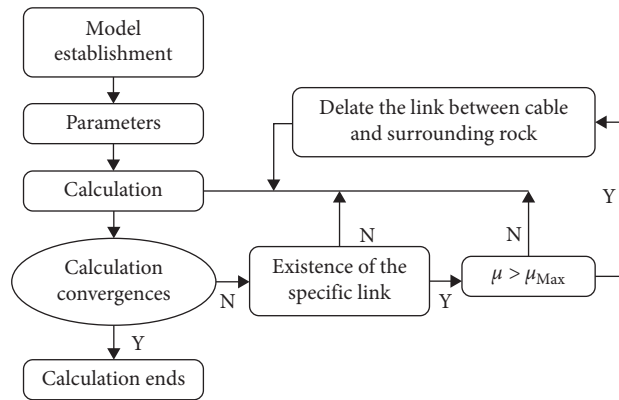 Model
establishment
Parameters
Delate the link between cable
and surrounding rock
Calculation
Y
N
N
Calculation
convergences
N
Existence of the
specific link
Y
μ > μMax
Y
Calculation ends